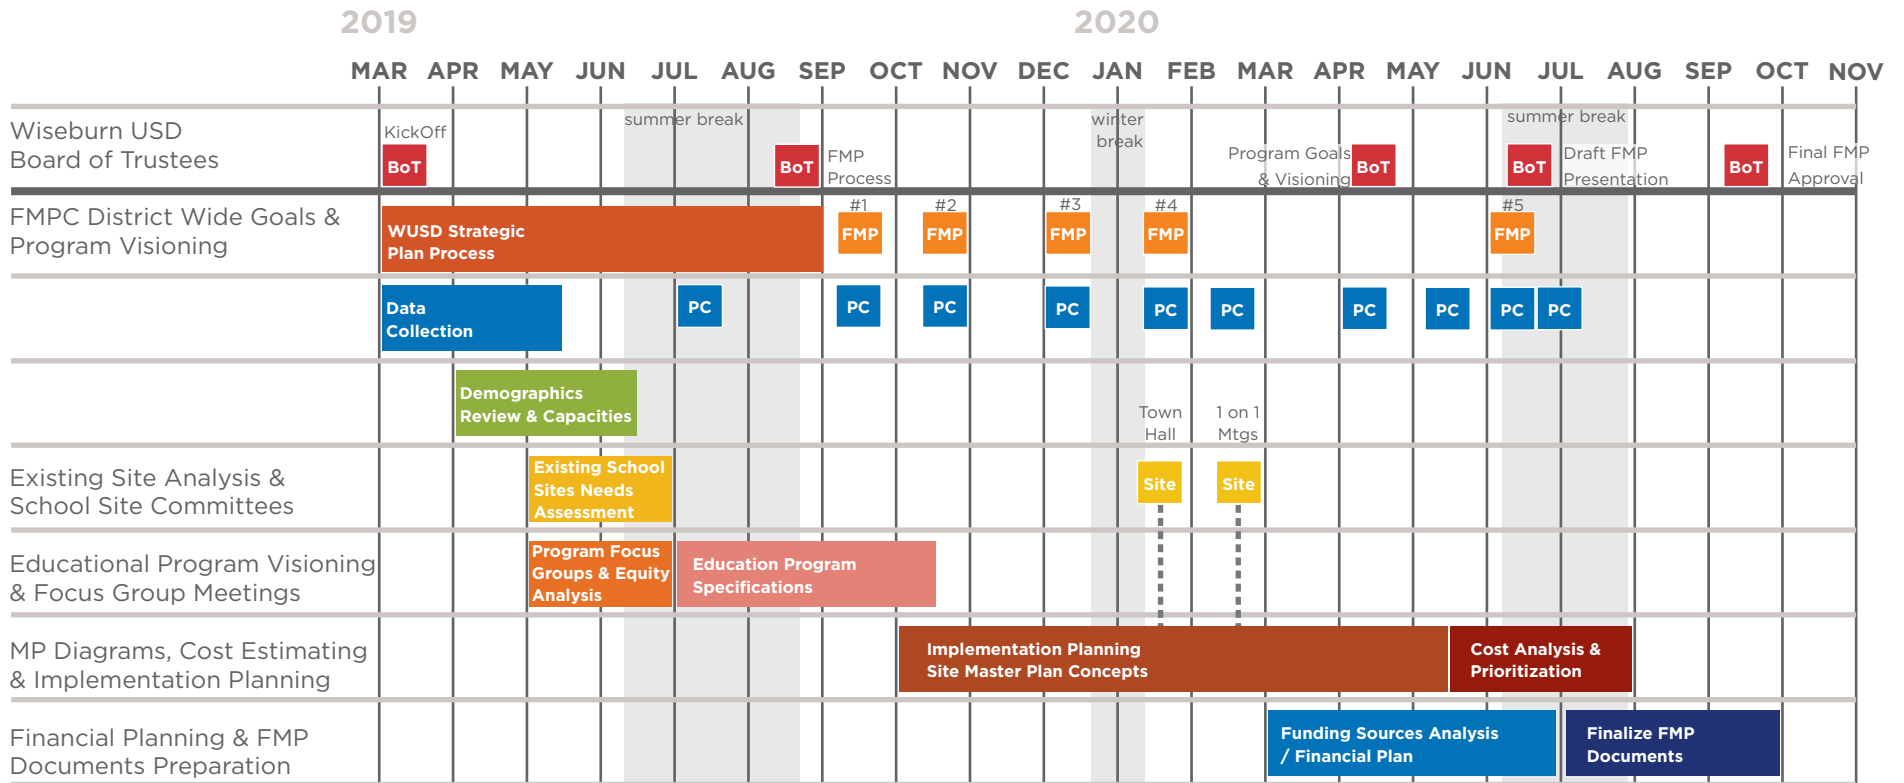 2019
2020
MAR APR MAY JUN JUL AUG SEP OCT NOV DEC JAN FEB MAR APR MAY JUN JUL AUG SEP OCT NOV
Wiseburn USD
Board of Trustees
KickOff
BoT
summer break
BoT
FMP
Process
winter
break
Program Goals
& Visioning
BoT
summer break
BoT
Draft FMP
Presentation
BoT
Final FMP
Approval
FMPC District Wide Goals &
Program Visioning
WUSD Strategic
Plan Process
#1
FMP
#2
FMP
#3
FMP
#4
FMP
#5
FMP
Data
Collection
PC
PC
PC
PC
PC
PC
PC
PC
PC
PC
Demographics
Review & Capacities
Town
Hall
1 on 1
Mtgs
Existing Site Analysis &
School Site Committees
Existing School
Sites Needs
Assessment
Site
Site
Educational Program Visioning
& Focus Group Meetings
Program Focus
Groups & Equity
Analysis
Education Program
Specifications
MP Diagrams, Cost Estimating
& Implementation Planning
Implementation Planning
Site Master Plan Concepts
Cost Analysis &
Prioritization
Financial Planning & FMP
Documents Preparation
Funding Sources Analysis
/ Financial Plan
Finalize FMP
Documents